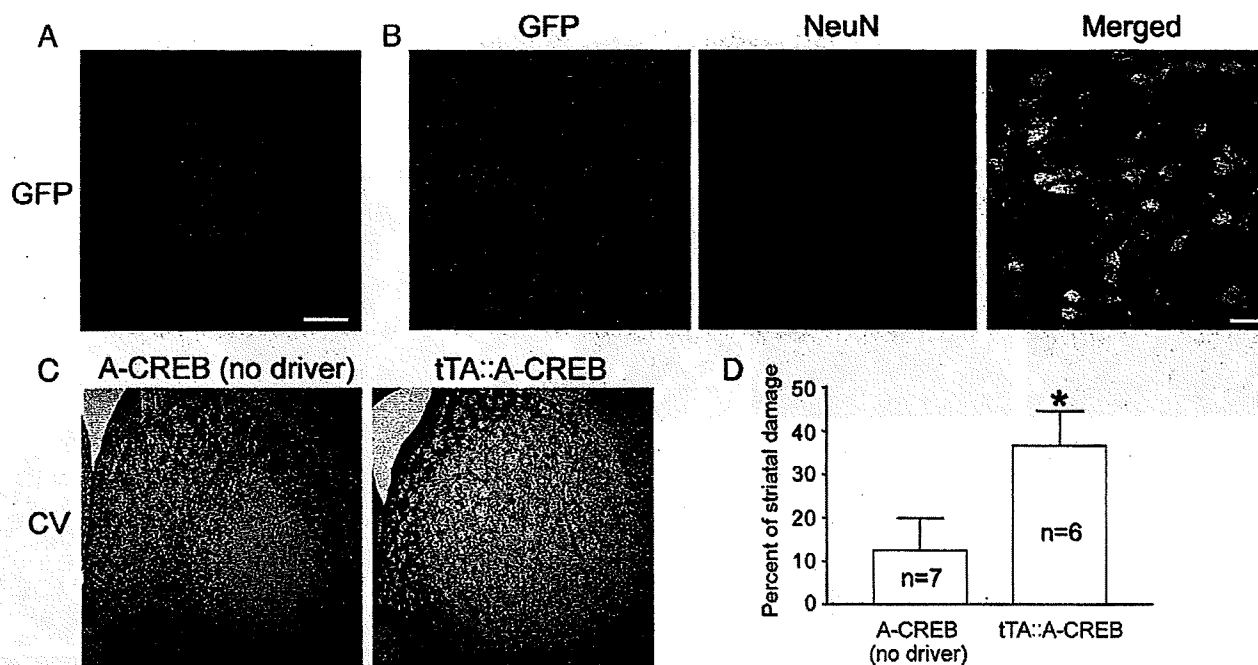 A
B
GFP
NeuN
Merged
GFP
C
A-CREB (no driver)
tTA::A-CREB
CV
D
Percent of striatal damage
50
40
30
20
10
0
*
n=7
n=6
A-CREB
(no driver)
tTA::A-CREB